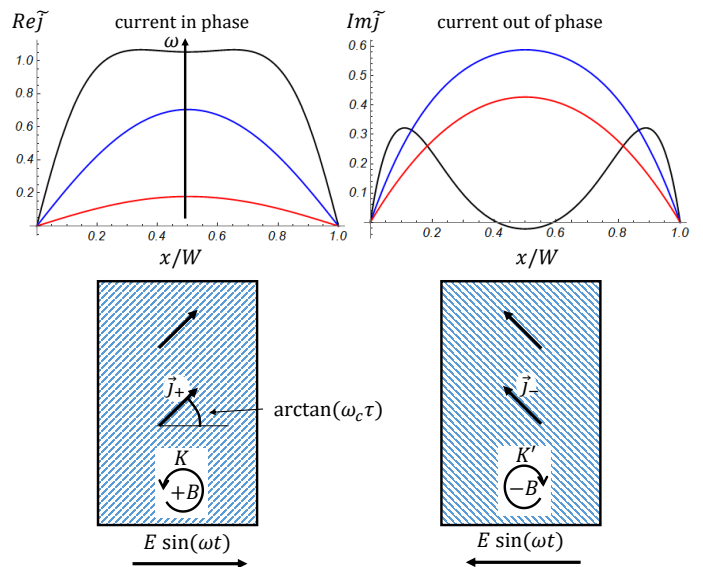 Re j̃
current in phase
ω
1.0
0.8
0.6
0.4
0.2
0.2
0.4
0.6
0.8
1.0
x/W
Im j̃
current out of phase
0.6
0.5
0.4
0.3
0.2
0.1
0.2
0.4
0.6
0.8
1.0
x/W
j⃗₊
arctan(ω_cτ)
K
+B
E sin(ωt)
j⃗₋
K′
−B
E sin(ωt)